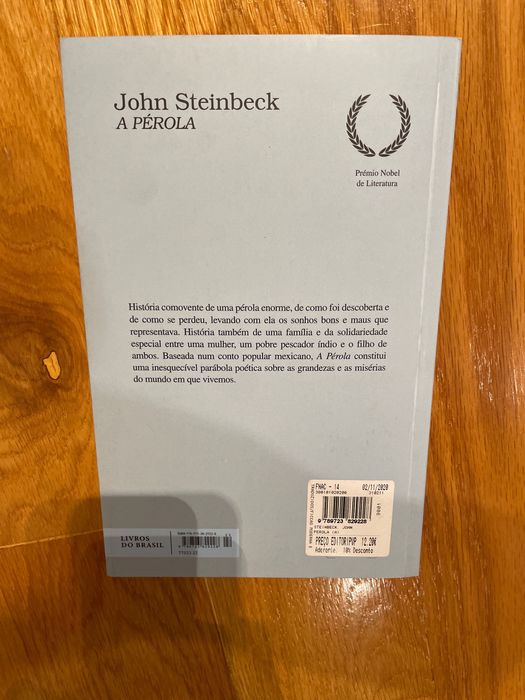 John Steinbeck
A PÉROLA
Prémio Nobel
de Literatura
História comovente de uma pérola enorme, de como foi descoberta e
de como se perdeu, levando com ela os sonhos bons e maus que
representava. História também de uma família e da solidariedade
especial entre uma mulher, um pobre pescador índio e o filho de
ambos. Baseada num conto popular mexicano, A Pérola constitui
uma inesquecível parábola poética sobre as grandezas e as misérias
do mundo em que vivemos.
LIVROS
DO BRASIL
FNAC - 14 02/11/2020
9 789723 829228
STEINBECK, JOHN
PEROLA (A)
PREÇO EDITOR|PVP 12,20€
Aderente: 10% Desconto